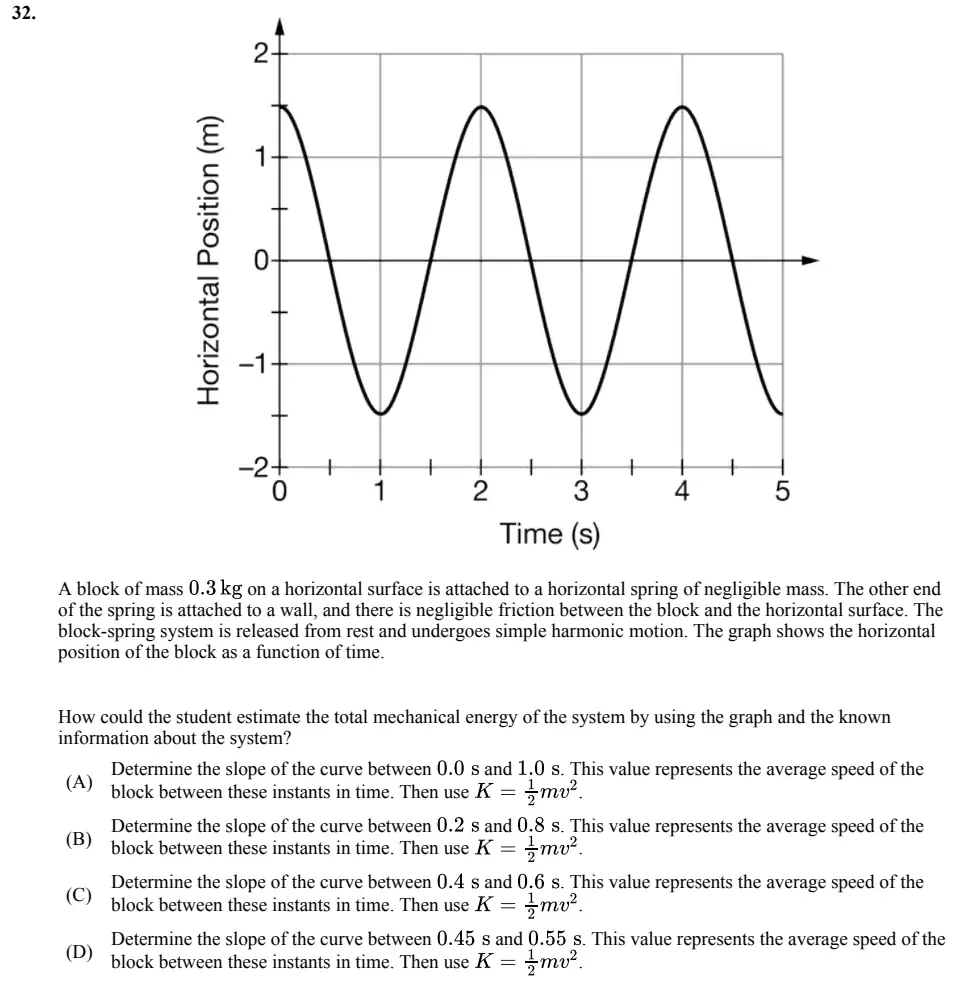 32.
2
1
0
−1
−2
Horizontal Position (m)
0 1 2 3 4 5
Time (s)
A block of mass 0.3 kg on a horizontal surface is attached to a horizontal spring of negligible mass. The other end
of the spring is attached to a wall, and there is negligible friction between the block and the horizontal surface. The
block-spring system is released from rest and undergoes simple harmonic motion. The graph shows the horizontal
position of the block as a function of time.
How could the student estimate the total mechanical energy of the system by using the graph and the known
information about the system?
(A) Determine the slope of the curve between 0.0 s and 1.0 s. This value represents the average speed of the
block between these instants in time. Then use K = 1/2 mv².
(B) Determine the slope of the curve between 0.2 s and 0.8 s. This value represents the average speed of the
block between these instants in time. Then use K = 1/2 mv².
(C) Determine the slope of the curve between 0.4 s and 0.6 s. This value represents the average speed of the
block between these instants in time. Then use K = 1/2 mv².
(D) Determine the slope of the curve between 0.45 s and 0.55 s. This value represents the average speed of the
block between these instants in time. Then use K = 1/2 mv².